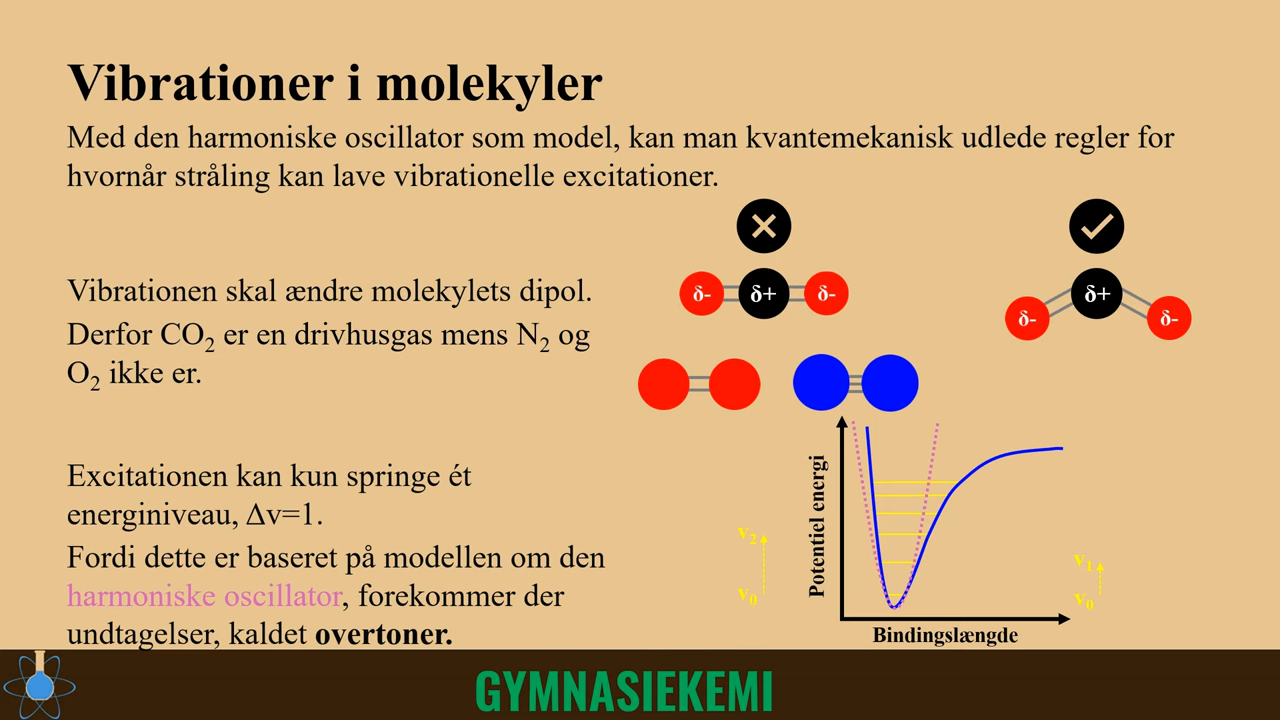 Vibrationer i molekyler
Med den harmoniske oscillator som model, kan man kvantemekanisk udlede regler for
hvornår stråling kan lave vibrationelle excitationer.
Vibrationen skal ændre molekylets dipol.
Derfor CO₂ er en drivhusgas mens N₂ og
O₂ ikke er.
δ- δ+ δ-
δ- δ+ δ-
Excitationen kan kun springe ét
energiniveau, Δv=1.
Fordi dette er baseret på modellen om den
harmoniske oscillator, forekommer der
undtagelser, kaldet overtoner.
v₂
v₀
Potentiel energi
Bindingslængde
v₁
v₀
GYMNASIEKEMI